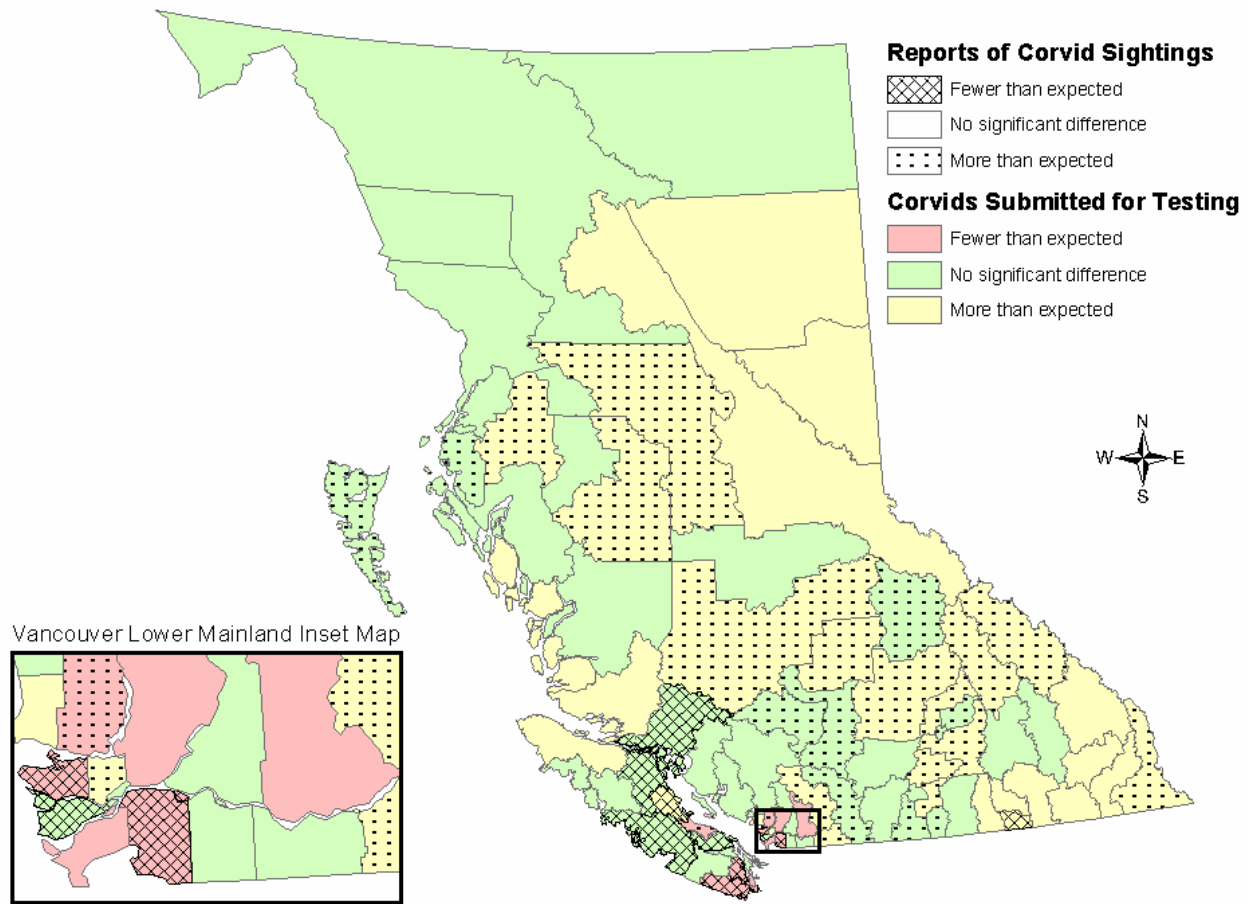 Reports of Corvid Sightings
Fewer than expected
No significant difference
More than expected
Corvids Submitted for Testing
Fewer than expected
No significant difference
More than expected
N
W E
S
Vancouver Lower Mainland Inset Map